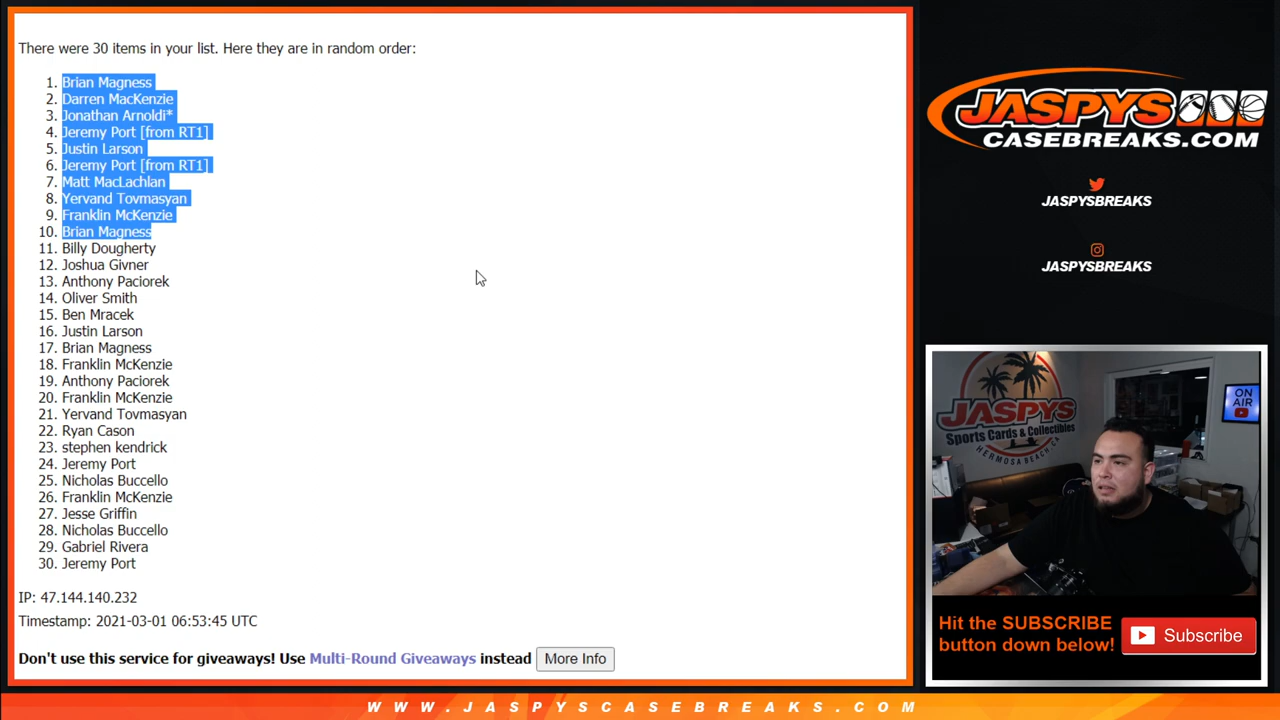 There were 30 items in your list. Here they are in random order:
1. Brian Magness
2. Darren MacKenzie
3. Jonathan Arnoldi*
4. Jeremy Port [from RT1]
5. Justin Larson
6. Jeremy Port [from RT1]
7. Matt MacLachlan
8. Yervand Tovmasyan
9. Franklin McKenzie
10. Brian Magness
11. Billy Dougherty
12. Joshua Givner
13. Anthony Paciorek
14. Oliver Smith
15. Ben Mracek
16. Justin Larson
17. Brian Magness
18. Franklin McKenzie
19. Anthony Paciorek
20. Franklin McKenzie
21. Yervand Tovmasyan
22. Ryan Cason
23. stephen kendrick
24. Jeremy Port
25. Nicholas Buccello
26. Franklin McKenzie
27. Jesse Griffin
28. Nicholas Buccello
29. Gabriel Rivera
30. Jeremy Port
IP: 47.144.140.232
Timestamp: 2021-03-01 06:53:45 UTC
Don't use this service for giveaways! Use Multi-Round Giveaways instead More Info
JASPYS
CASEBREAKS.COM
JASPYSBREAKS
JASPYSBREAKS
JASPYS
Sports Cards & Collectibles
HERMOSA BEACH, CA
ON
AIR
Hit the SUBSCRIBE
button down below!
Subscribe
WWW.JASPYSCASEBREAKS.COM